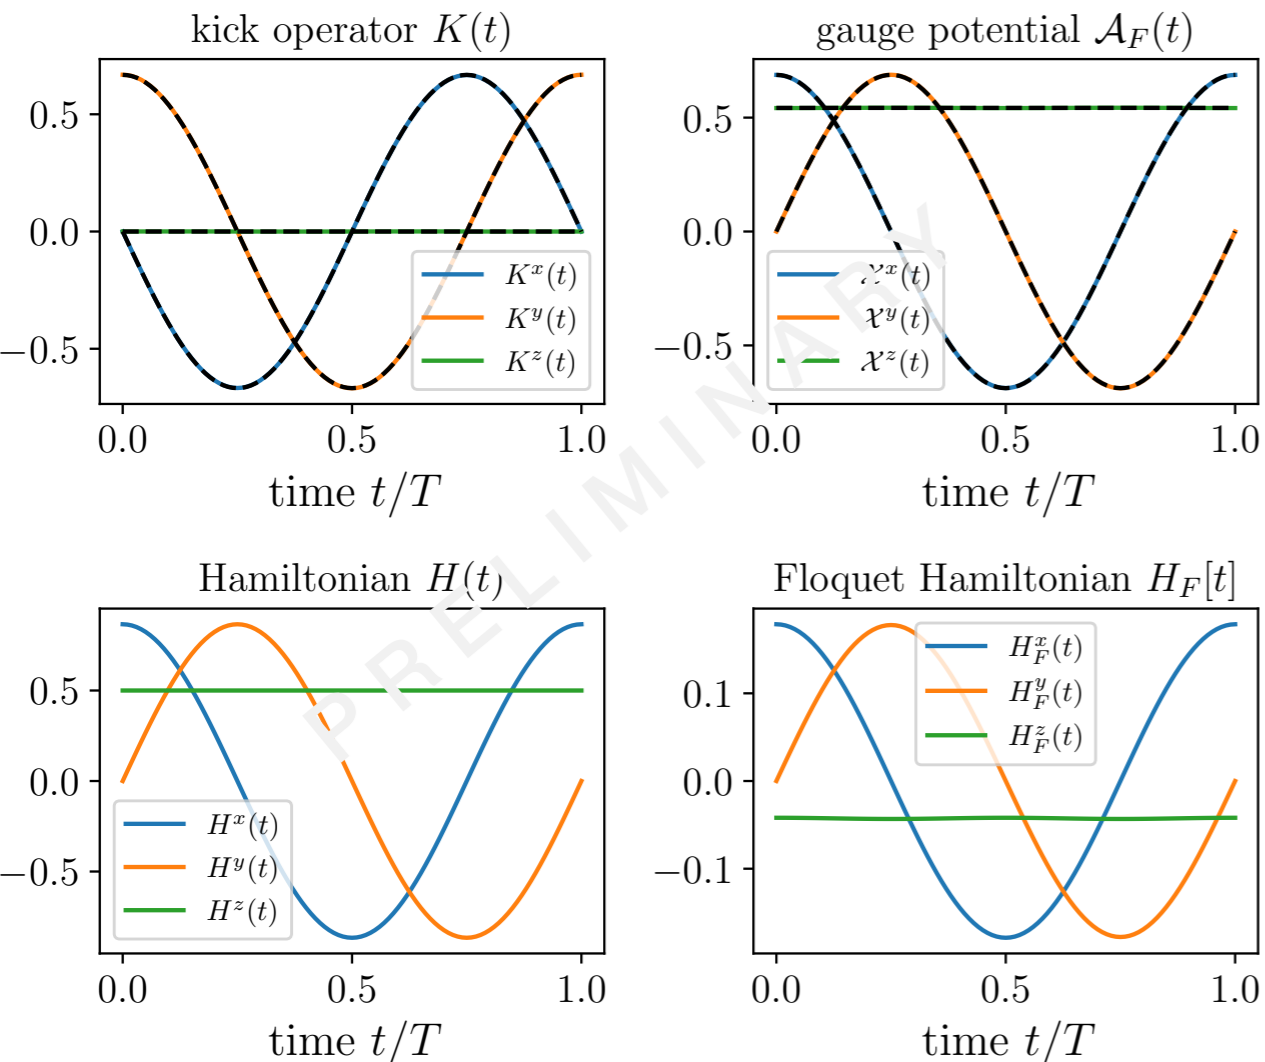 kick operator K(t)
0.5
0.0
−0.5
K^x(t)
K^y(t)
K^z(t)
0.0 0.5 1.0
time t/T
gauge potential 𝒜_F(t)
0.5
0.0
−0.5
𝒳^x(t)
𝒳^y(t)
𝒳^z(t)
0.0 0.5 1.0
time t/T
PRELIMINARY
Hamiltonian H(t)
0.5
0.0
−0.5
H^x(t)
H^y(t)
H^z(t)
0.0 0.5 1.0
time t/T
Floquet Hamiltonian H_F[t]
0.1
0.0
−0.1
H_F^x(t)
H_F^y(t)
H_F^z(t)
0.0 0.5 1.0
time t/T